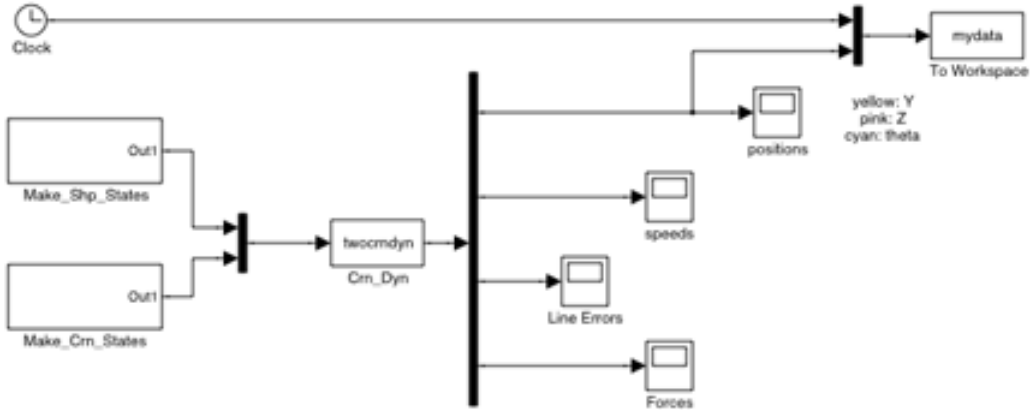 Clock
mydata
To Workspace
yellow: Y
pink: Z
cyan: theta
positions
Out1
Make_Shp_States
speeds
twocrndyn
Crn_Dyn
Out1
Make_Crn_States
Line Errors
Forces